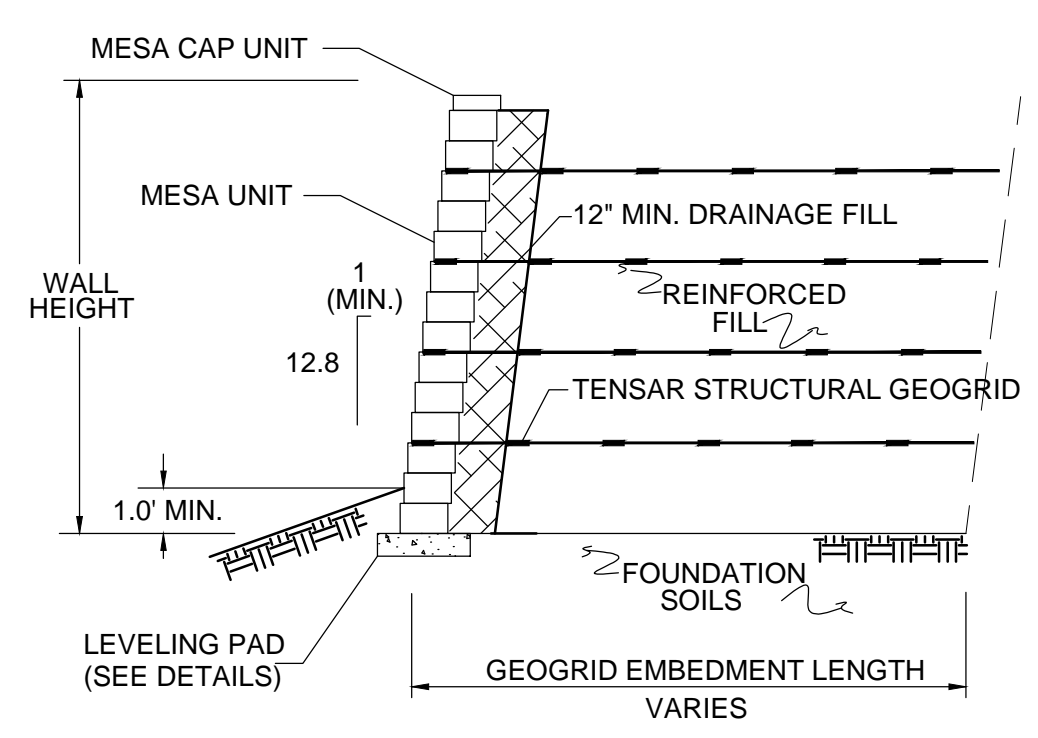 MESA CAP UNIT
MESA UNIT
12" MIN. DRAINAGE FILL
WALL
HEIGHT
1
(MIN.)
12.8
REINFORCED
FILL
TENSAR STRUCTURAL GEOGRID
1.0' MIN.
FOUNDATION
SOILS
LEVELING PAD
(SEE DETAILS)
GEOGRID EMBEDMENT LENGTH
VARIES